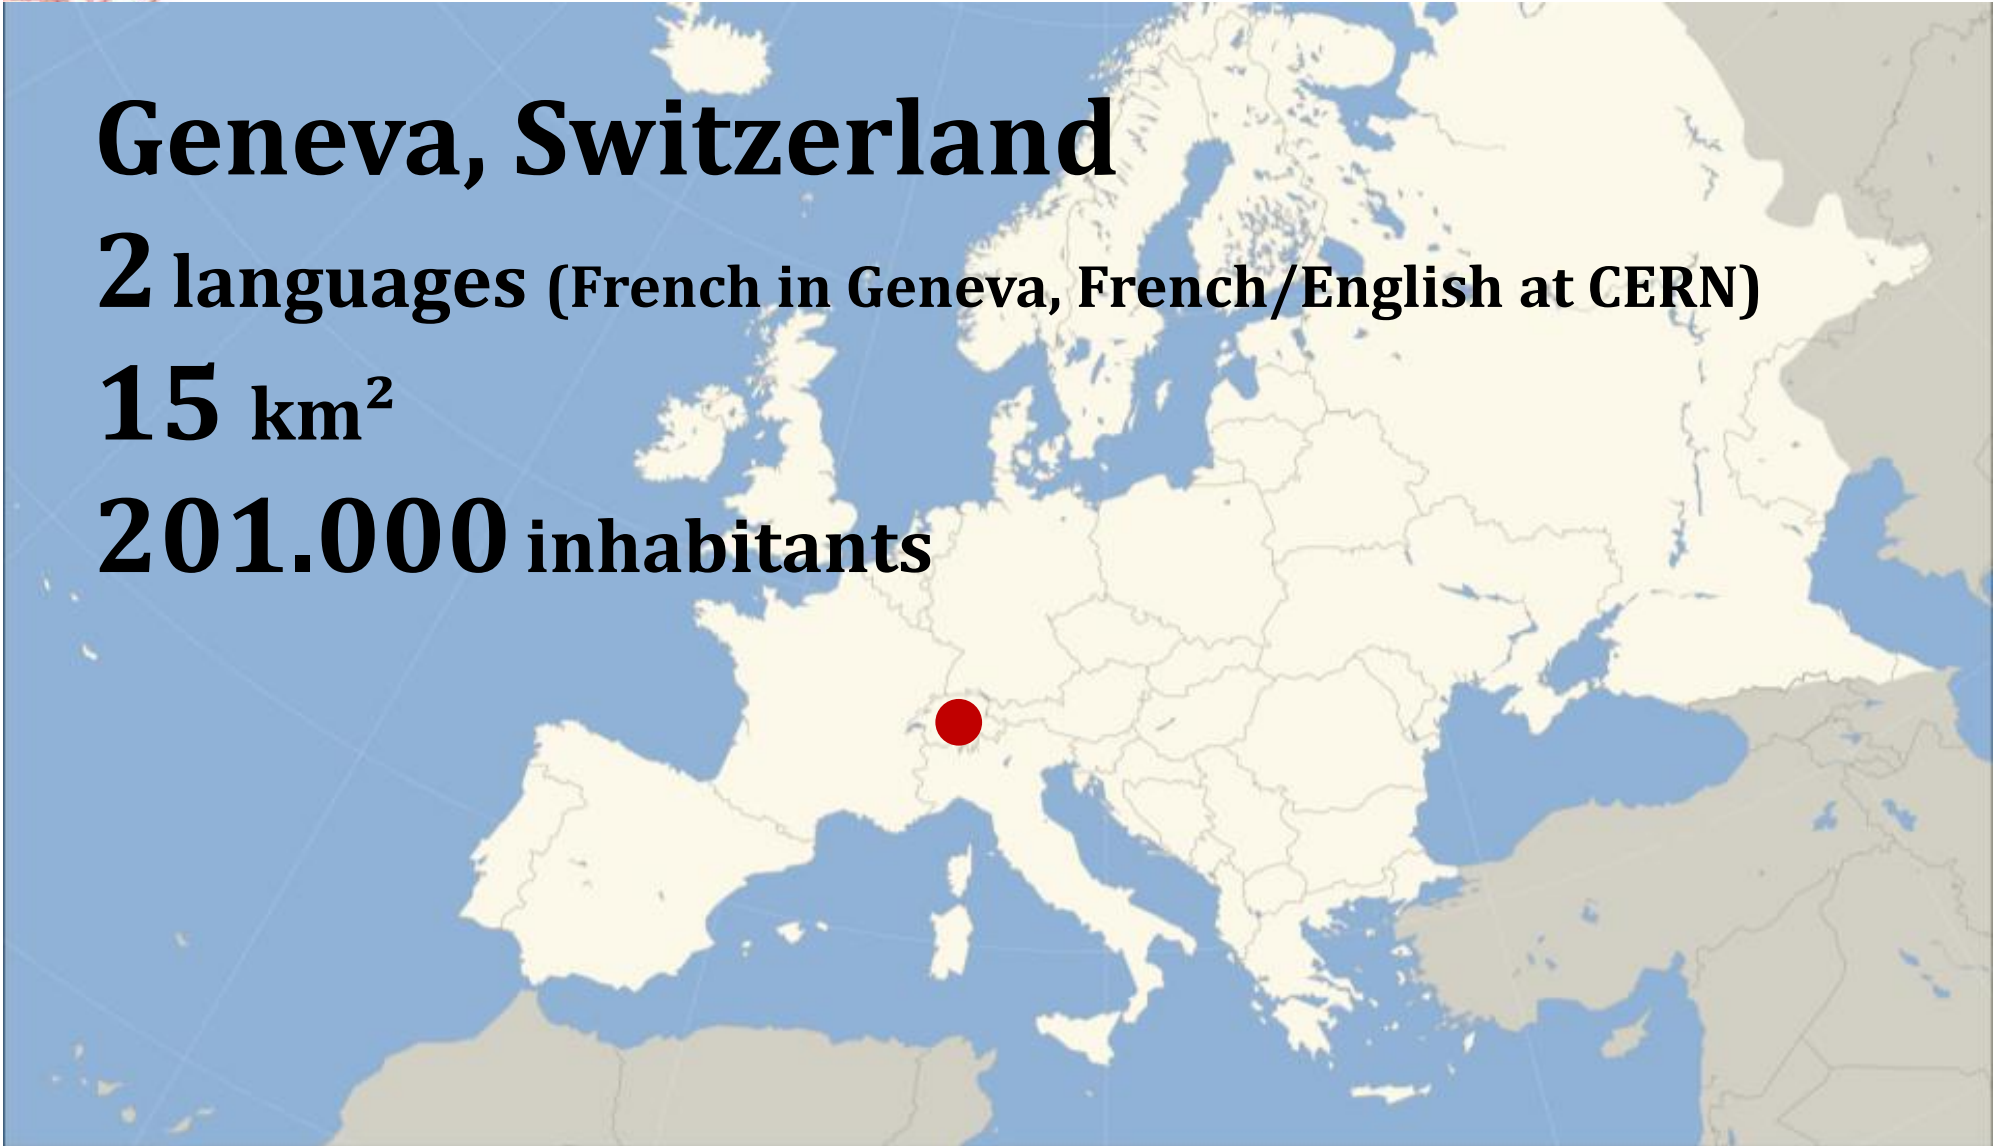 Geneva, Switzerland
2 languages (French in Geneva, French/English at CERN)
15 km²
201.000 inhabitants